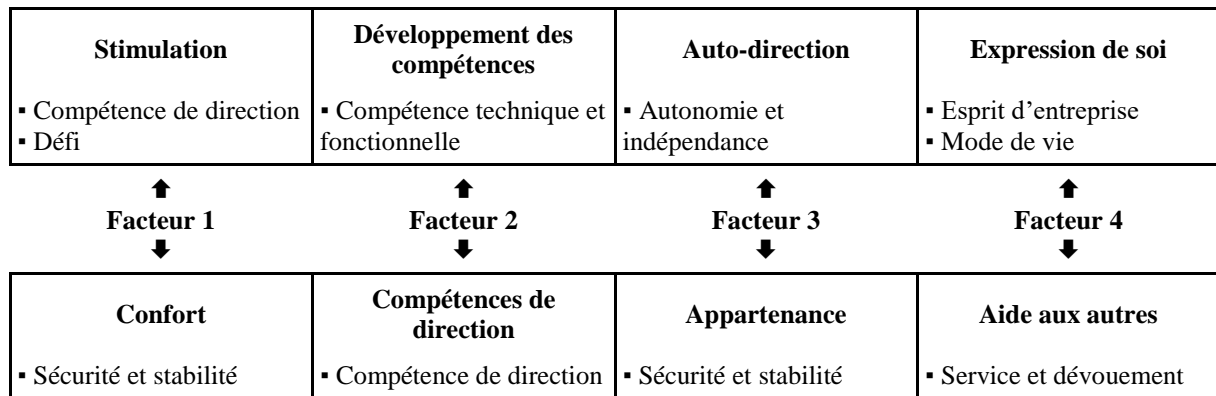 Stimulation
▪ Compétence de direction
▪ Défi
Développement des
compétences
▪ Compétence technique et
fonctionnelle
Auto-direction
▪ Autonomie et
indépendance
Expression de soi
▪ Esprit d’entreprise
▪ Mode de vie
Facteur 1
Facteur 2
Facteur 3
Facteur 4
Confort
▪ Sécurité et stabilité
Compétences de
direction
▪ Compétence de direction
Appartenance
▪ Sécurité et stabilité
Aide aux autres
▪ Service et dévouement